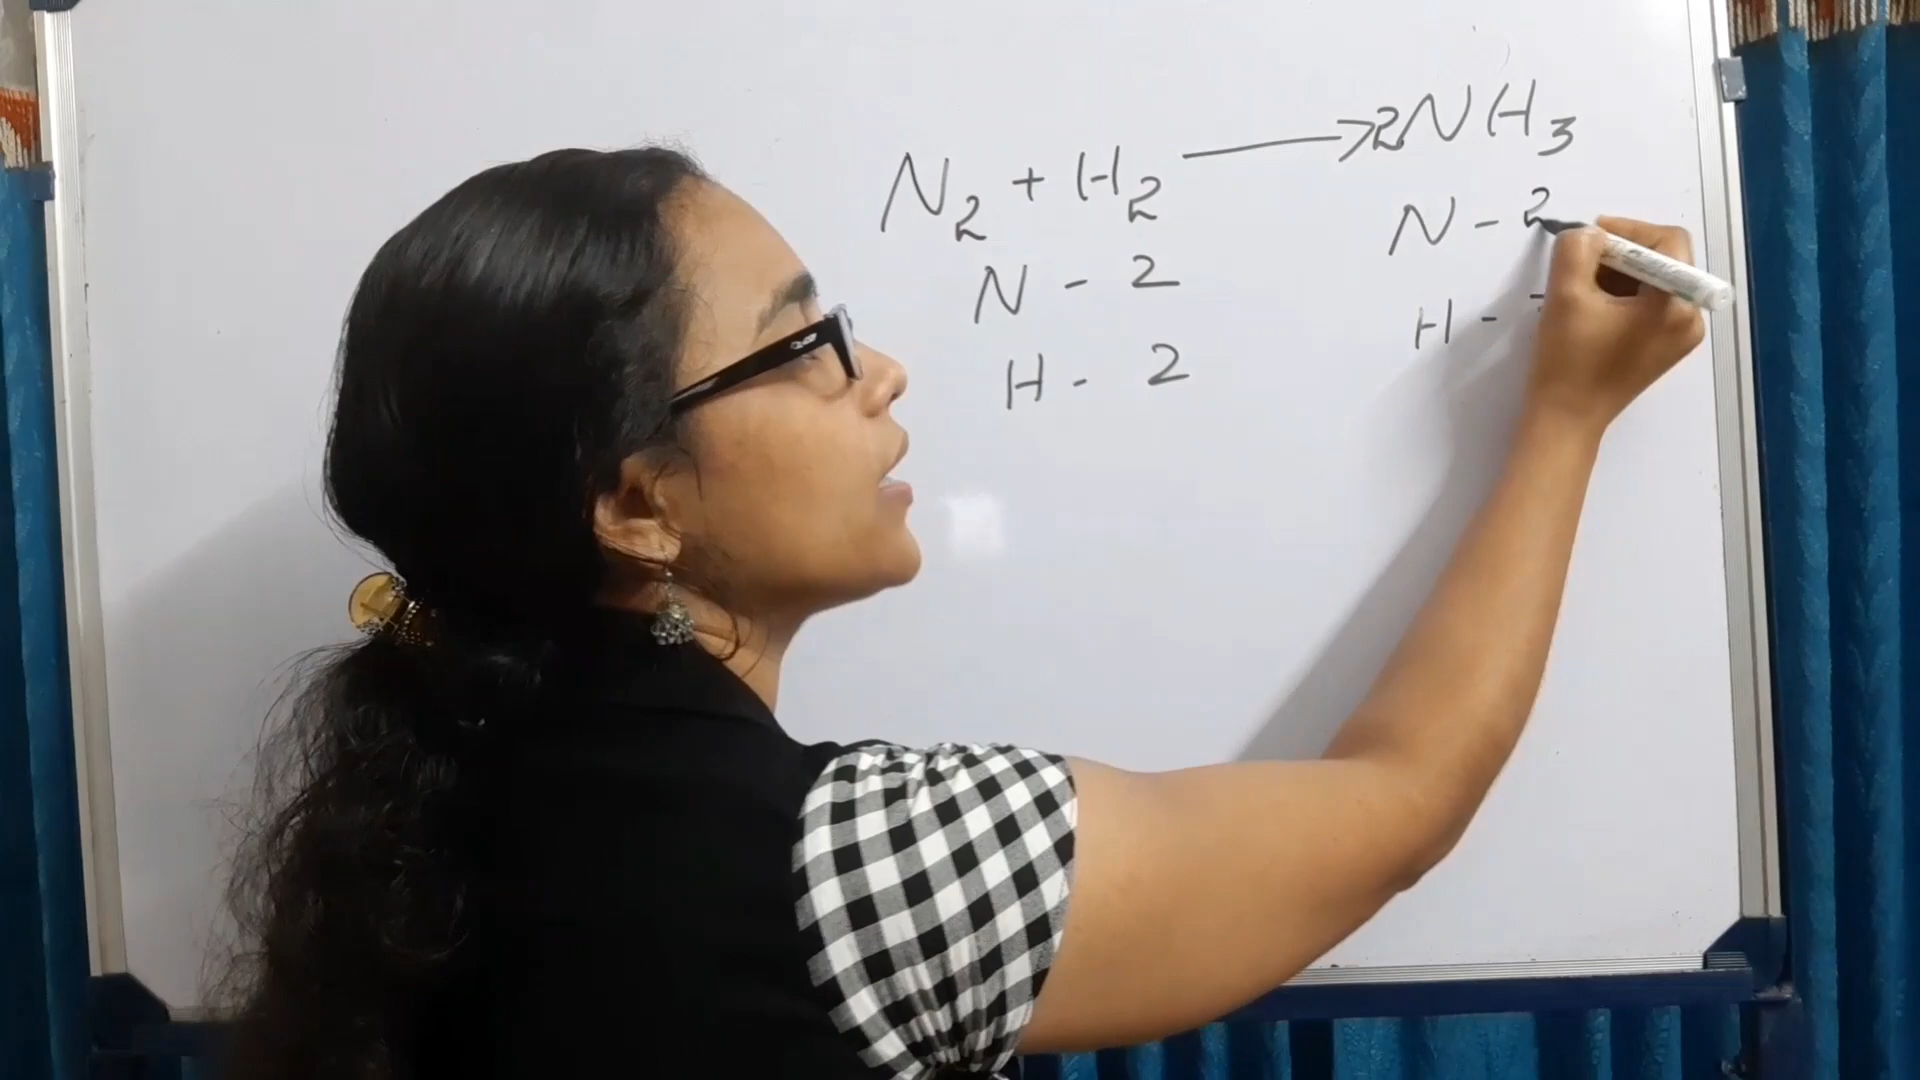 N2 + H2 → 2NH3
N - 2 N - 2
H - 2 H -